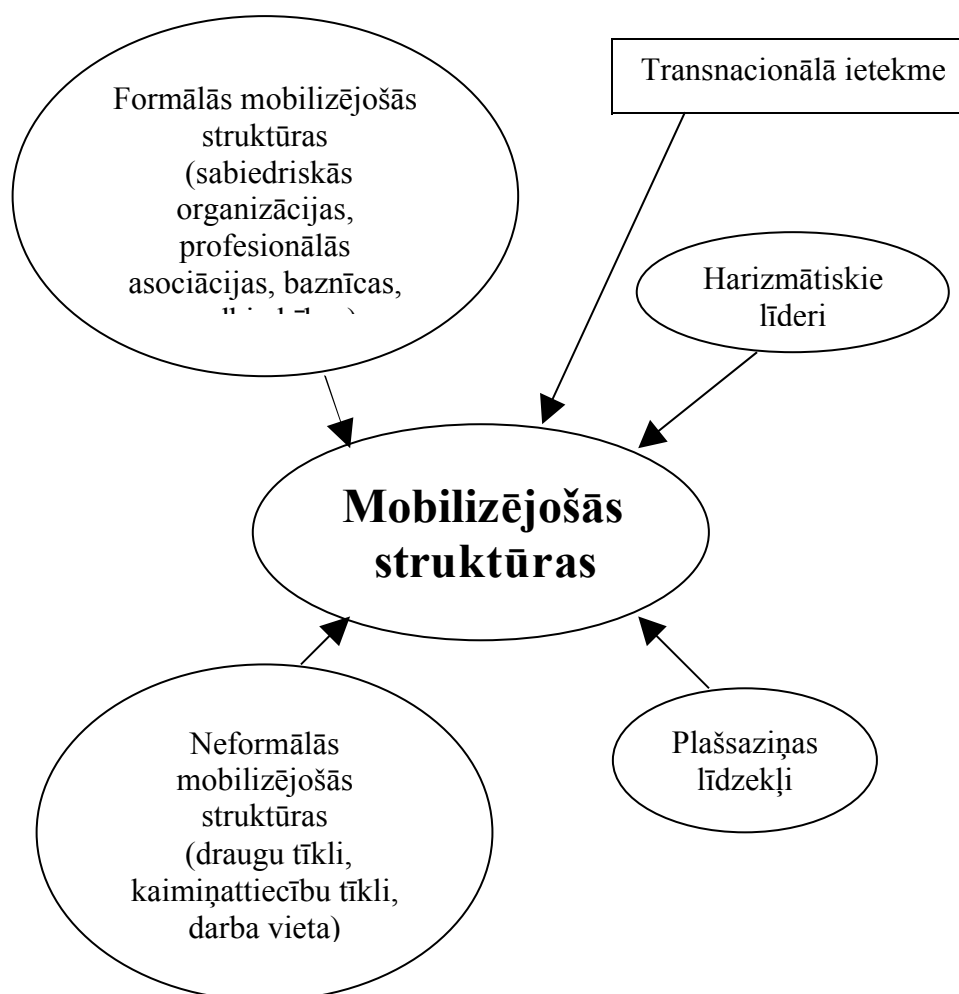 Formālās mobilizējošās
struktūras
(sabiedriskās
organizācijas,
profesionālās
asociācijas, baznīcas,
Transnacionālā ietekme
Harizmātiskie
līderi
Mobilizējošās
struktūras
Neformālās
mobilizējošās
struktūras
(draugu tīkli,
kaimiņattiecību tīkli,
darba vieta)
Plašsaziņas
līdzekļi